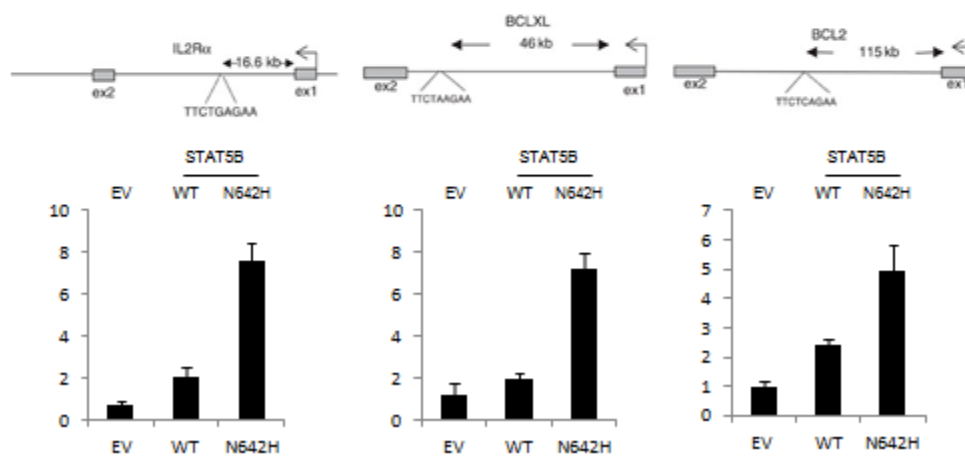 IL2Rα
16.6 kb
ex2
ex1
TTCTGAGAA
BCLXL
46 kb
ex2
ex1
TTCTAAGAA
BCL2
115 kb
ex2
ex1
TTCTCAGAA
STAT5B
EV WT N642H
10
8
6
4
2
0
EV WT N642H
STAT5B
EV WT N642H
10
8
6
4
2
0
EV WT N642H
STAT5B
EV WT N642H
7
6
5
4
3
2
1
0
EV WT N642H